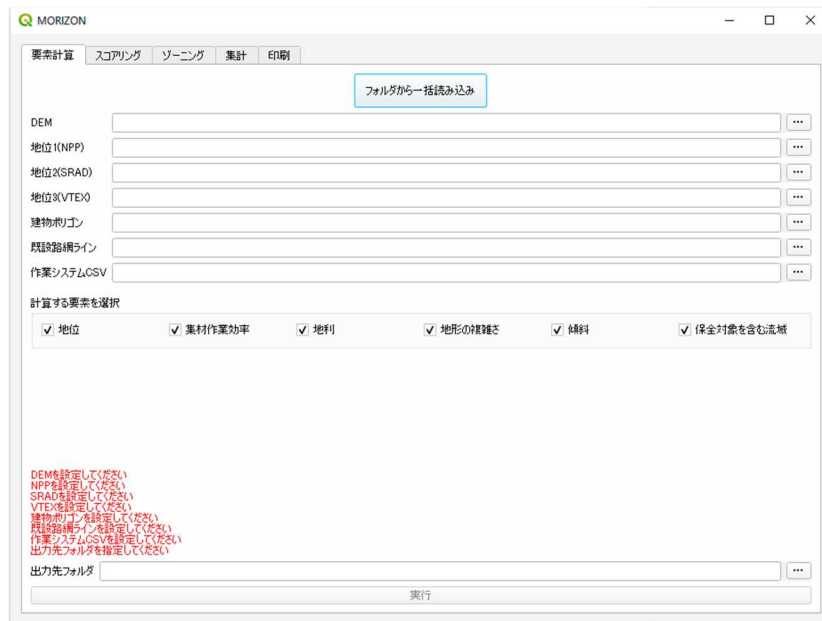 MORIZON
要素計算 スコアリング ゾーニング 集計 印刷
フォルダから一括読み込み
DEM ...
地位1(NPP) ...
地位2(SRAD) ...
地位3(VTEX) ...
建物ポリゴン ...
既設路網ライン ...
作業システムCSV ...
計算する要素を選択
地位 集材作業効率 地利 地形の複雑さ 傾斜 保全対象を含む流域
DEMを設定してください
NPPを設定してください
SRADを設定してください
VTEXを設定してください
建物ポリゴンを設定してください
既設路網ラインを設定してください
作業システムCSVを設定してください
出力先フォルダを指定してください
出力先フォルダ ...
実行